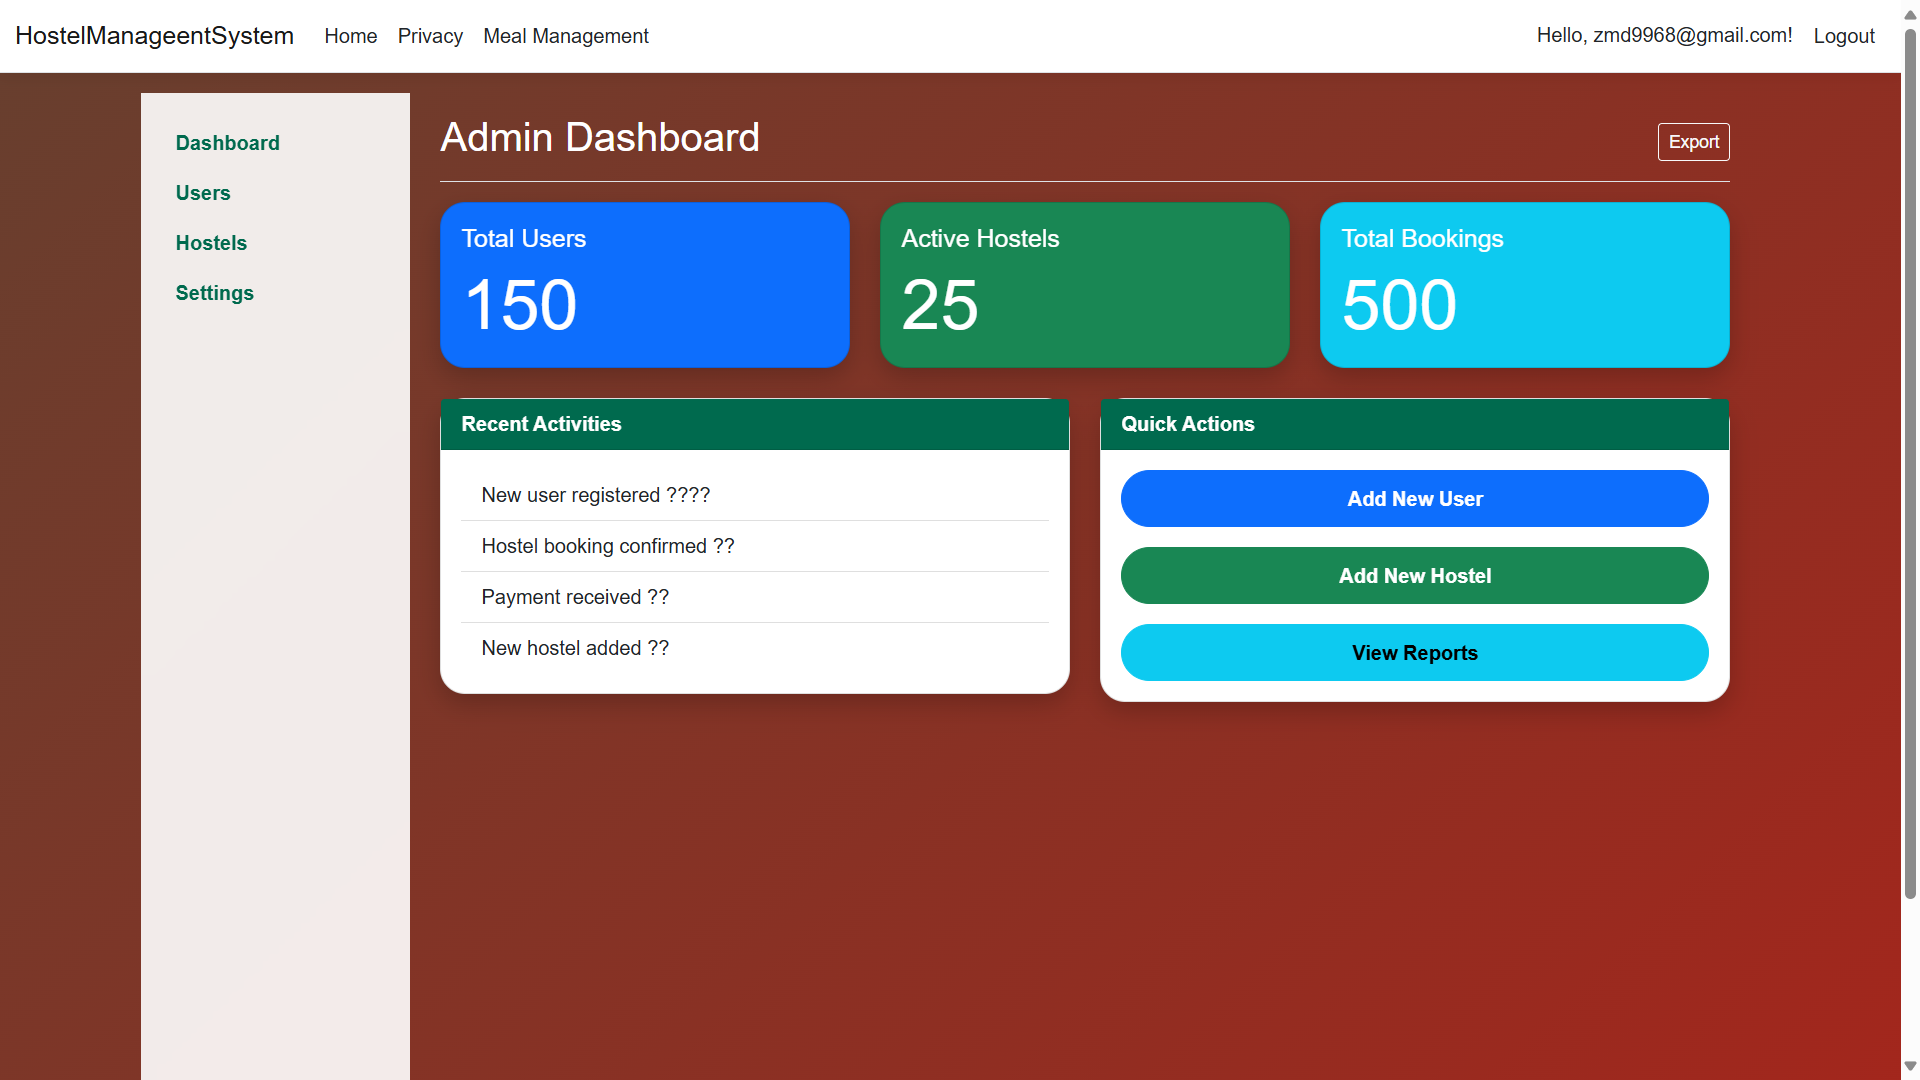 HostelManageentSystem Home Privacy Meal Management Hello, zmd9968@gmail.com! Logout
Dashboard
Users
Hostels
Settings
Admin Dashboard
Export
Total Users
150
Active Hostels
25
Total Bookings
500
Recent Activities
New user registered ????
Hostel booking confirmed ??
Payment received ??
New hostel added ??
Quick Actions
Add New User
Add New Hostel
View Reports